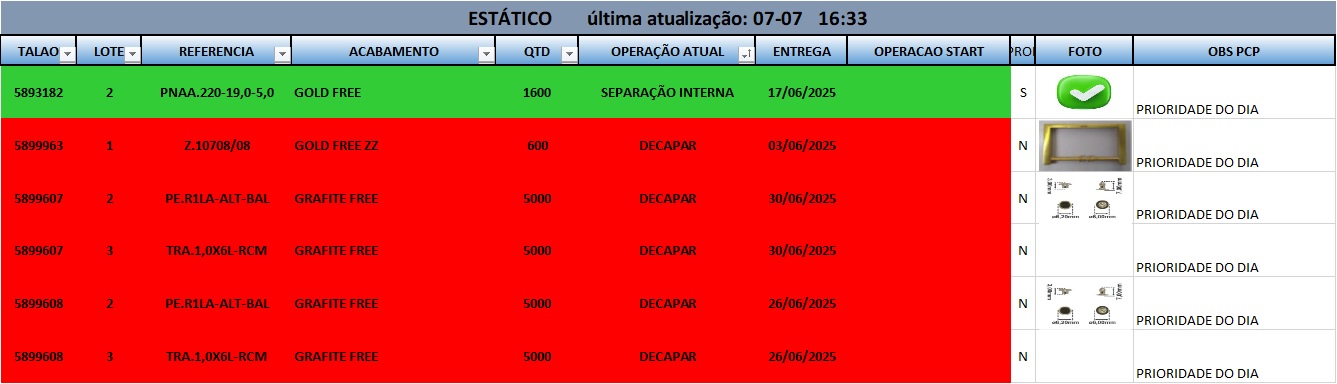 ESTÁTICO última atualização: 07-07 16:33
TALAO LOTE REFERENCIA ACABAMENTO QTD OPERAÇÃO ATUAL ENTREGA OPERACAO START PROI FOTO OBS PCP
5893182 2 PNAA.220-19,0-5,0 GOLD FREE 1600 SEPARAÇÃO INTERNA 17/06/2025 S PRIORIDADE DO DIA
5899963 1 Z.10708/08 GOLD FREE ZZ 600 DECAPAR 03/06/2025 N PRIORIDADE DO DIA
5899607 2 PE.R1LA-ALT-BAL GRAFITE FREE 5000 DECAPAR 30/06/2025 N PRIORIDADE DO DIA
5899607 3 TRA.1,0X6L-RCM GRAFITE FREE 5000 DECAPAR 30/06/2025 N PRIORIDADE DO DIA
5899608 2 PE.R1LA-ALT-BAL GRAFITE FREE 5000 DECAPAR 26/06/2025 N PRIORIDADE DO DIA
5899608 3 TRA.1,0X6L-RCM GRAFITE FREE 5000 DECAPAR 26/06/2025 N PRIORIDADE DO DIA